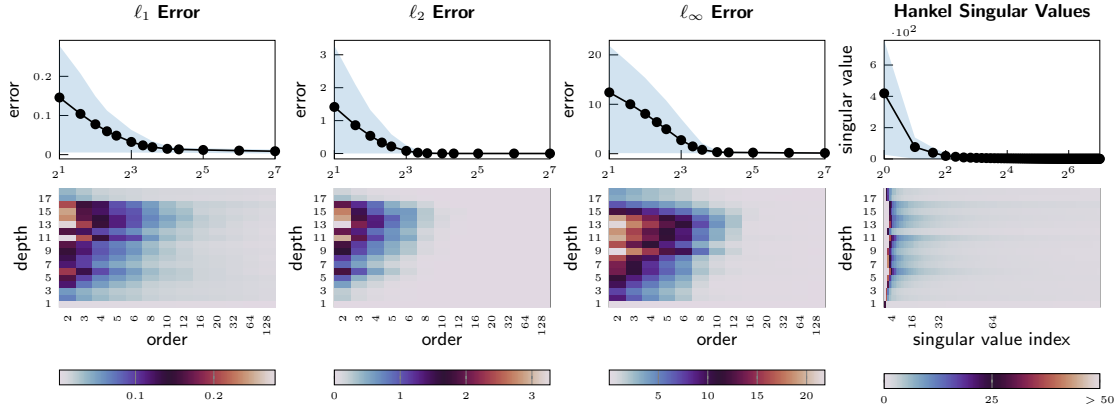 ℓ1 Error
ℓ2 Error
ℓ∞ Error
Hankel Singular Values
error
0.2
0.1
0
2^1 2^3 2^5 2^7
error
3
2
1
0
2^1 2^3 2^5 2^7
error
20
10
0
2^1 2^3 2^5 2^7
singular value
·10^2
6
4
2
0
2^0 2^2 2^4 2^6
depth
17
15
13
11
9
7
5
3
1
2 3 4 5 6 8 10 16 20 32 64 128
order
depth
17
15
13
11
9
7
5
3
1
2 3 4 5 6 8 10 16 20 32 64 128
order
depth
17
15
13
11
9
7
5
3
1
2 3 4 5 6 8 10 16 20 32 64 128
order
depth
17
15
13
11
9
7
5
3
1
4 16 32 64
singular value index
0.1 0.2
0 1 2 3
5 10 15 20
0 25 > 50